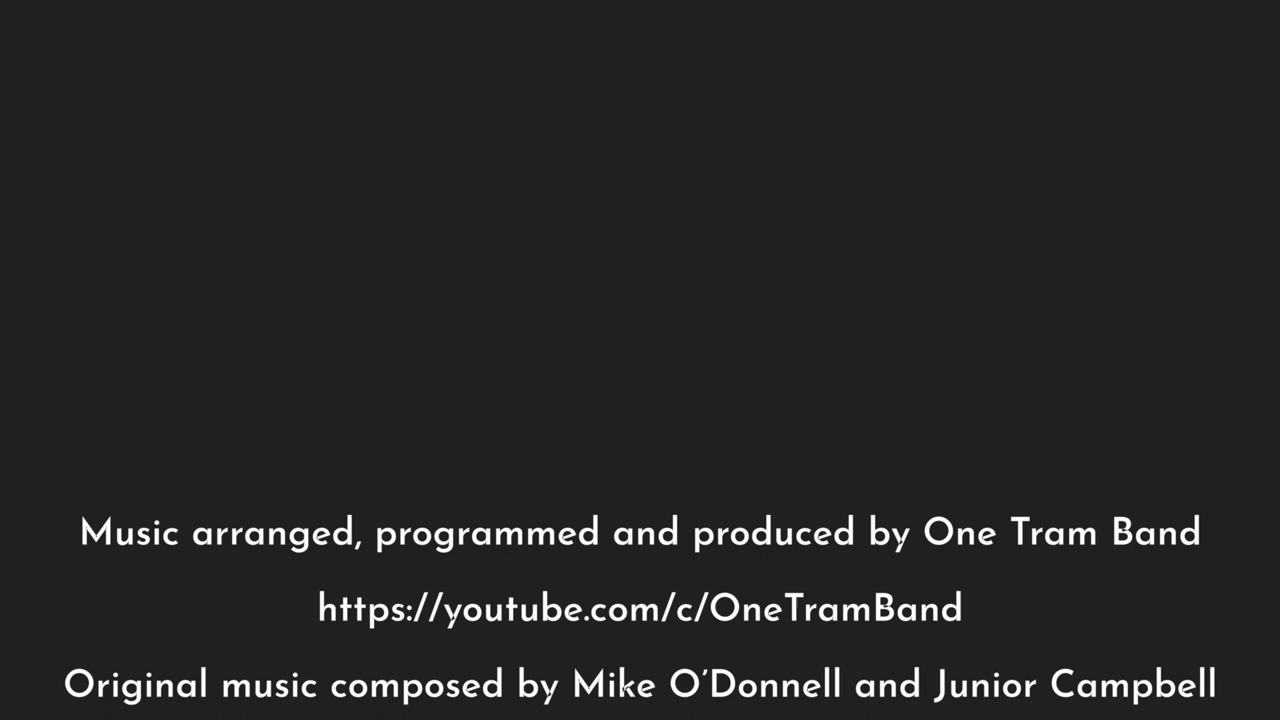 Music arranged, programmed and produced by One Tram Band
https://youtube.com/c/OneTramBand
Original music composed by Mike O'Donnell and Junior Campbell